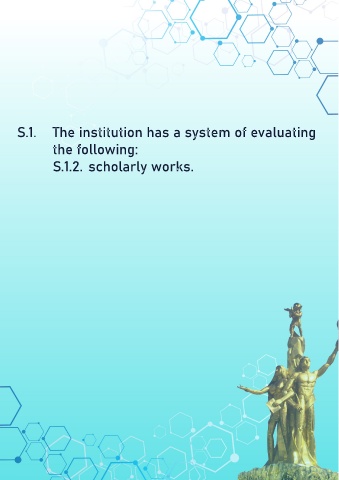 S.1. The institution has a system of evaluating
the following:
S.1.2. scholarly works.